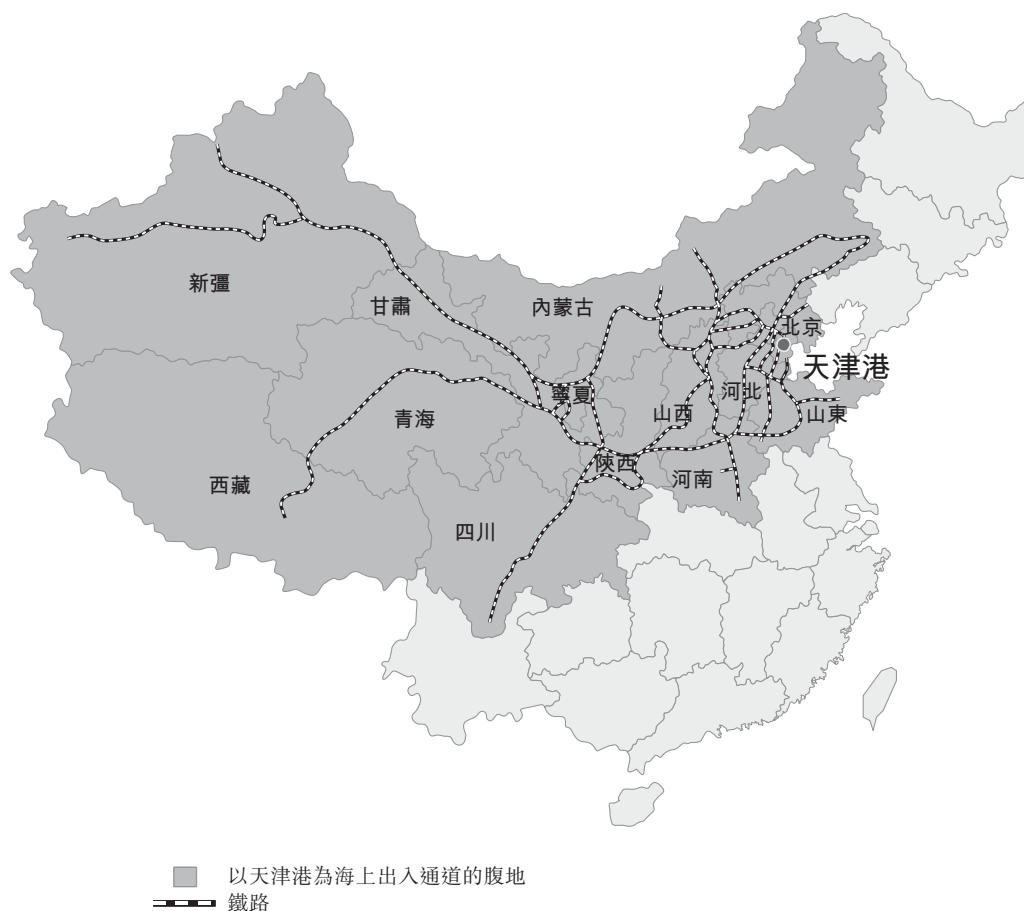 新疆
甘肅
內蒙古
北京
天津港
寧夏
河北
青海
山西
山東
陝西
河南
西藏
四川
以天津港為海上出入通道的腹地
鐵路